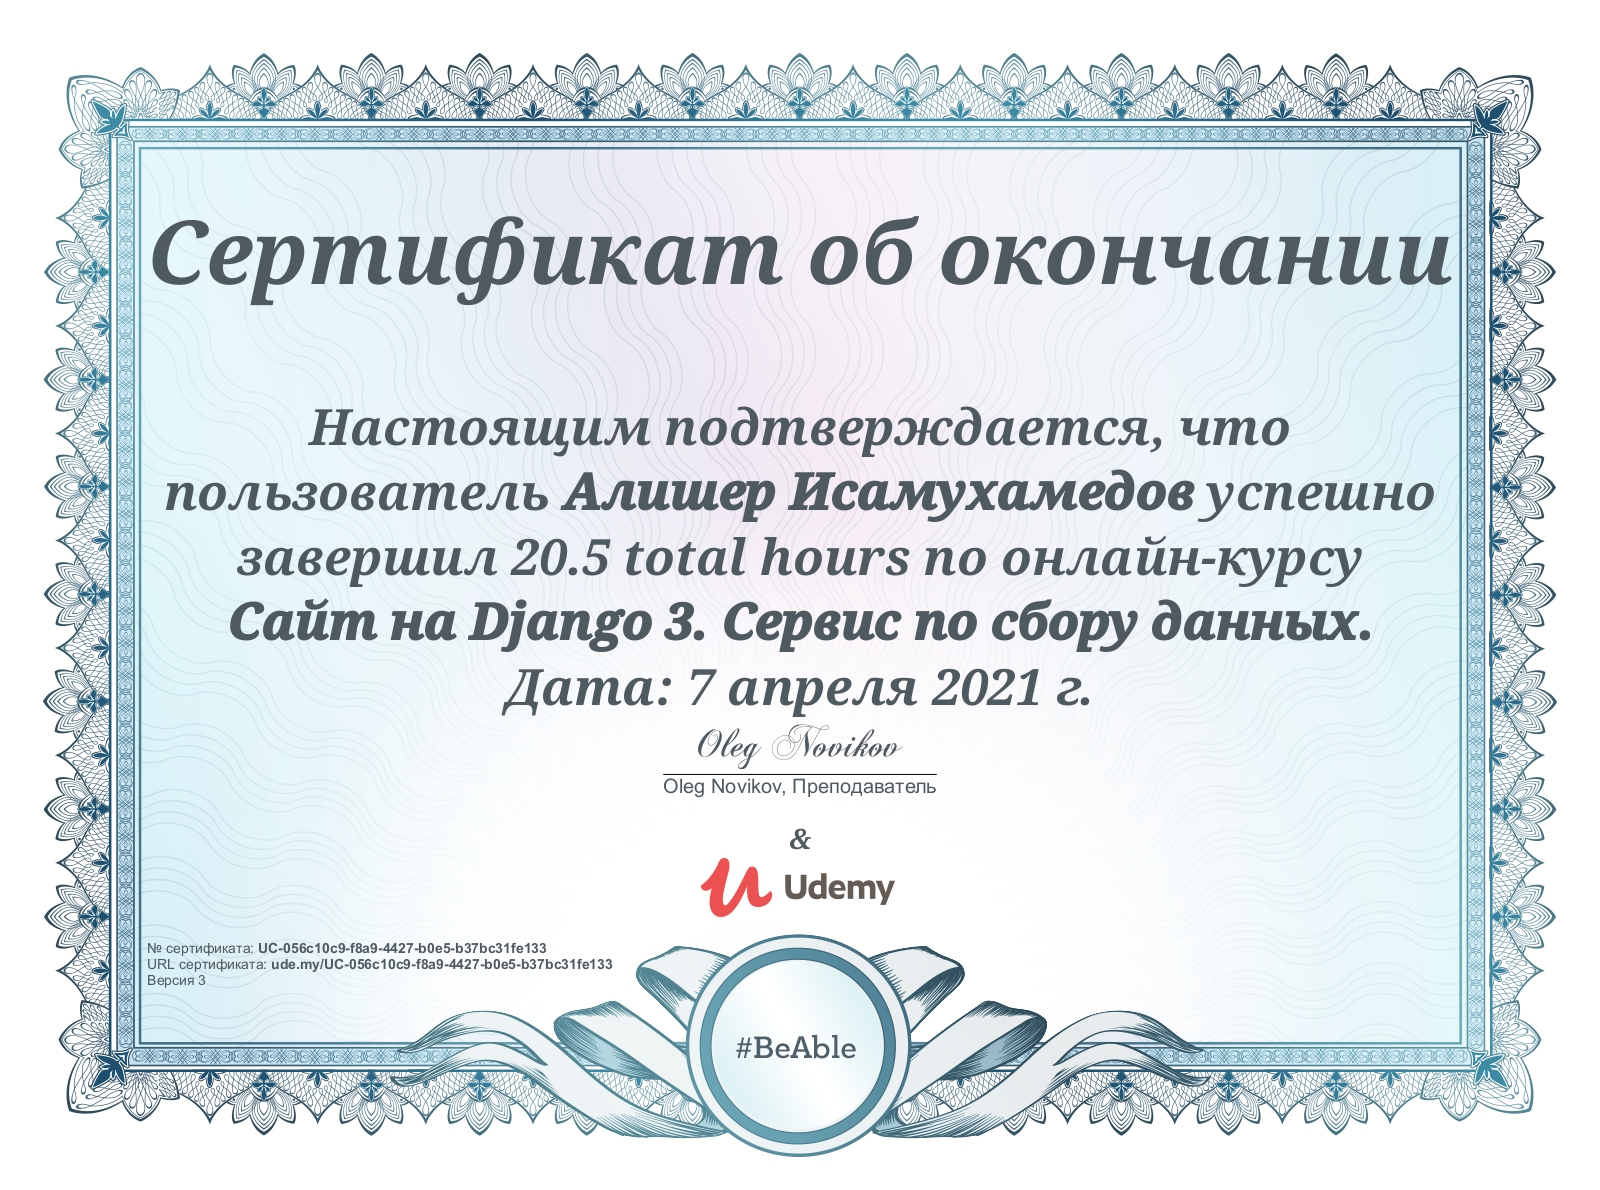 Сертификат об окончании
Настоящим подтверждается, что
пользователь Алишер Исамухамедов успешно
завершил 20.5 total hours по онлайн-курсу
Сайт на Django 3. Сервис по сбору данных.
Дата: 7 апреля 2021 г.
Oleg Novikov
Oleg Novikov, Преподаватель
&
Udemy
№ сертификата: UC-056c10c9-f8a9-4427-b0e5-b37bc31fe133
URL сертификата: ude.my/UC-056c10c9-f8a9-4427-b0e5-b37bc31fe133
Версия 3
#BeAble